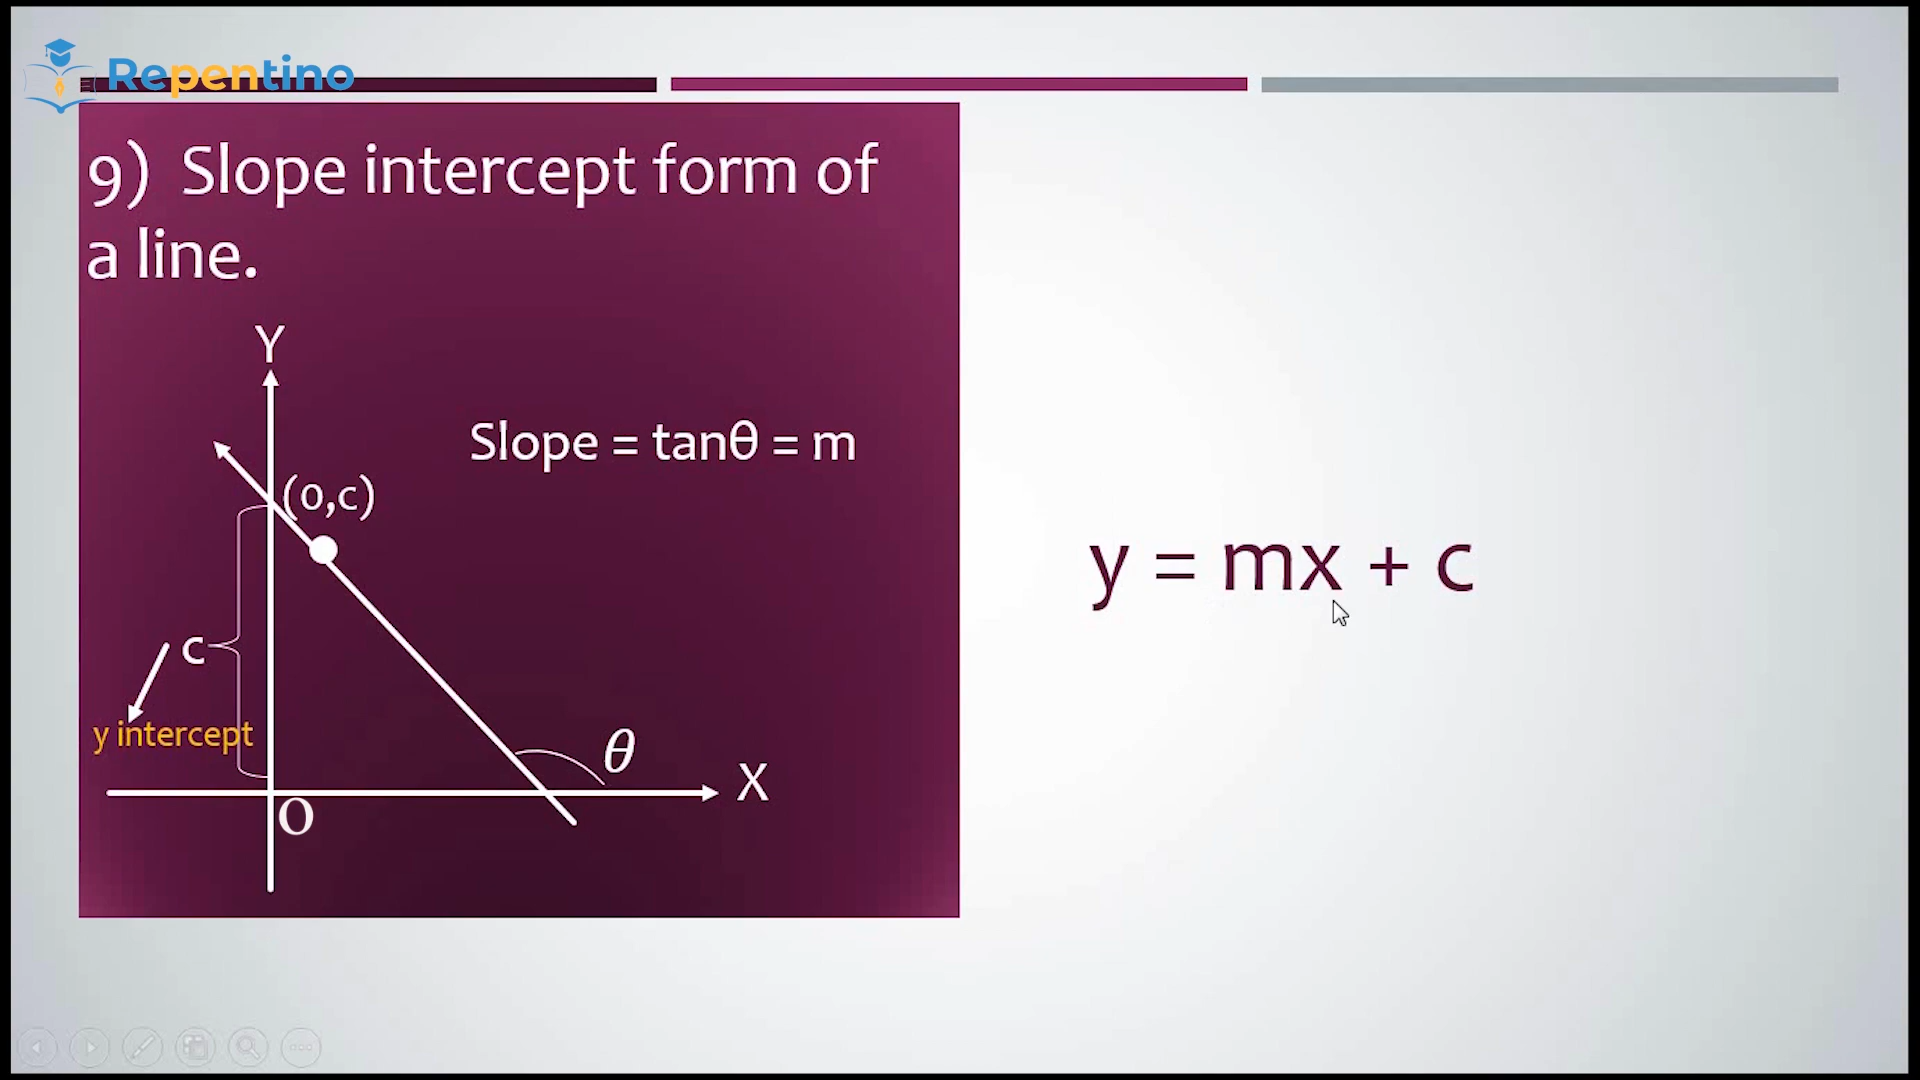 Repentino
9) Slope intercept form of
a line.
Y
Slope = tanθ = m
(0,c)
y = mx + c
c
y intercept
θ
X
O